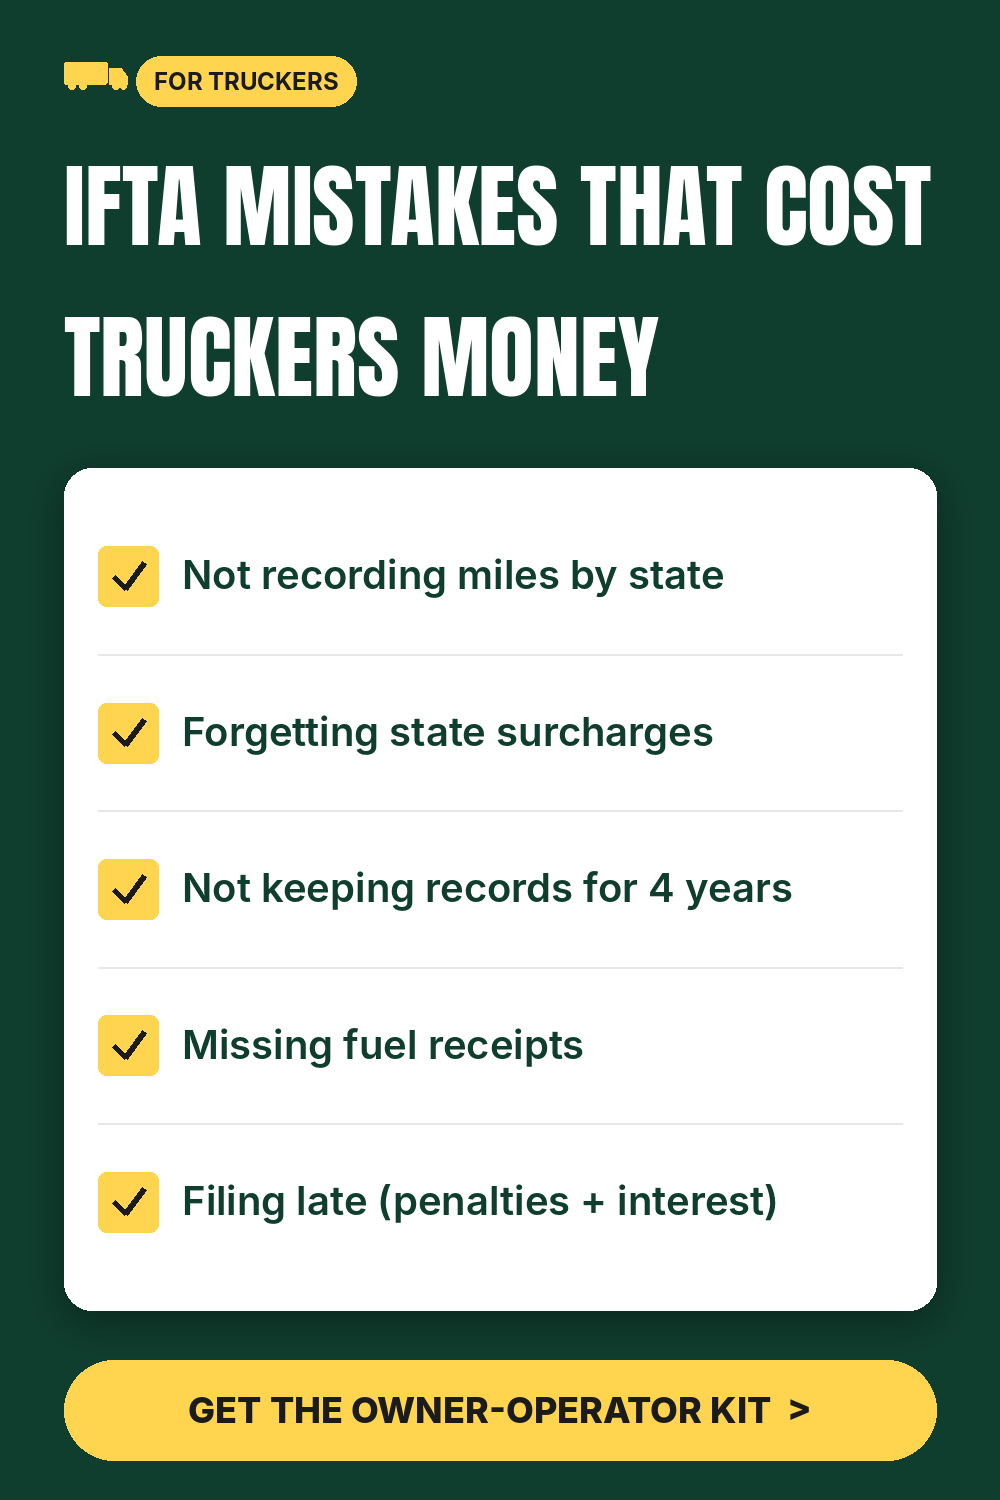 FOR TRUCKERS
IFTA MISTAKES THAT COST
TRUCKERS MONEY
Not recording miles by state
Forgetting state surcharges
Not keeping records for 4 years
Missing fuel receipts
Filing late (penalties + interest)
GET THE OWNER-OPERATOR KIT >